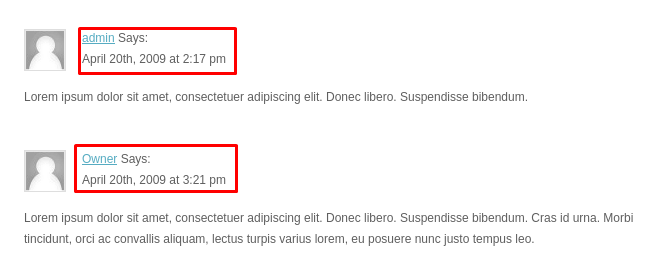 admin Says:
April 20th, 2009 at 2:17 pm
Lorem ipsum dolor sit amet, consectetuer adipiscing elit. Donec libero. Suspendisse bibendum.
Owner Says:
April 20th, 2009 at 3:21 pm
Lorem ipsum dolor sit amet, consectetuer adipiscing elit. Donec libero. Suspendisse bibendum. Cras id urna. Morbi
tincidunt, orci ac convallis aliquam, lectus turpis varius lorem, eu posuere nunc justo tempus leo.